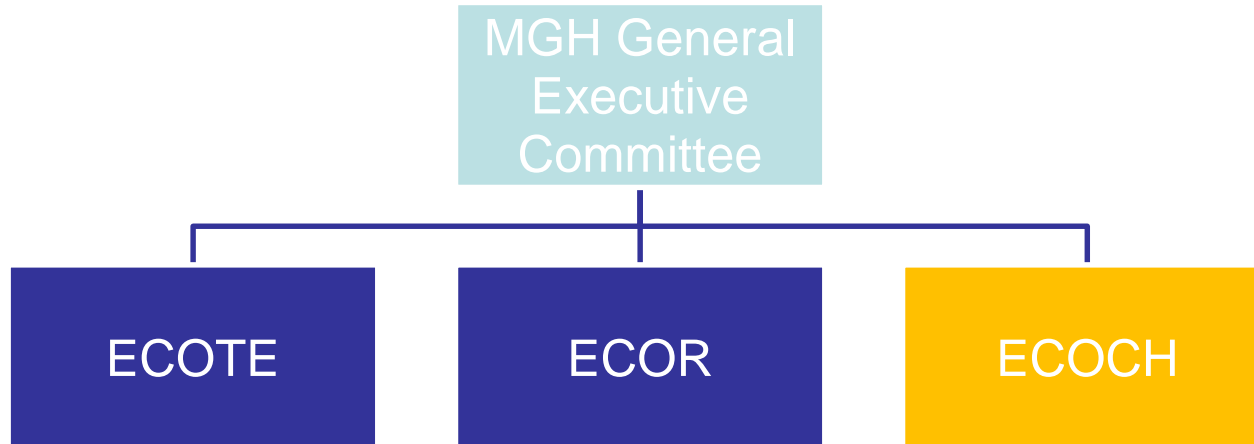 MGH General
Executive
Committee
ECOTE
ECOR
ECOCH